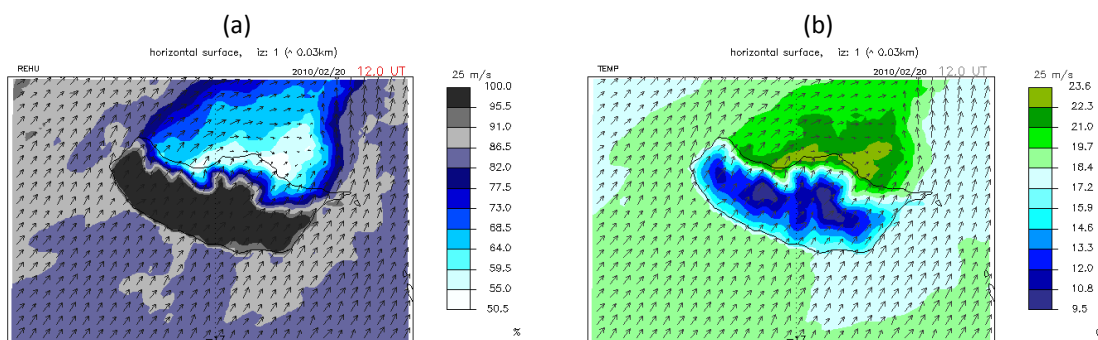 (a)
horizontal surface, iz: 1 (^ 0.03km)
REHU
2010/02/20
12.0 UT
25 m/s
100.0
95.5
91.0
86.5
82.0
77.5
73.0
68.5
64.0
59.5
55.0
50.5
%
-17
(b)
horizontal surface, iz: 1 (^ 0.03km)
TEMP
2010/02/20
12.0 UT
25 m/s
23.6
22.3
21.0
19.7
18.4
17.2
15.9
14.6
13.3
12.0
10.8
9.5
-17